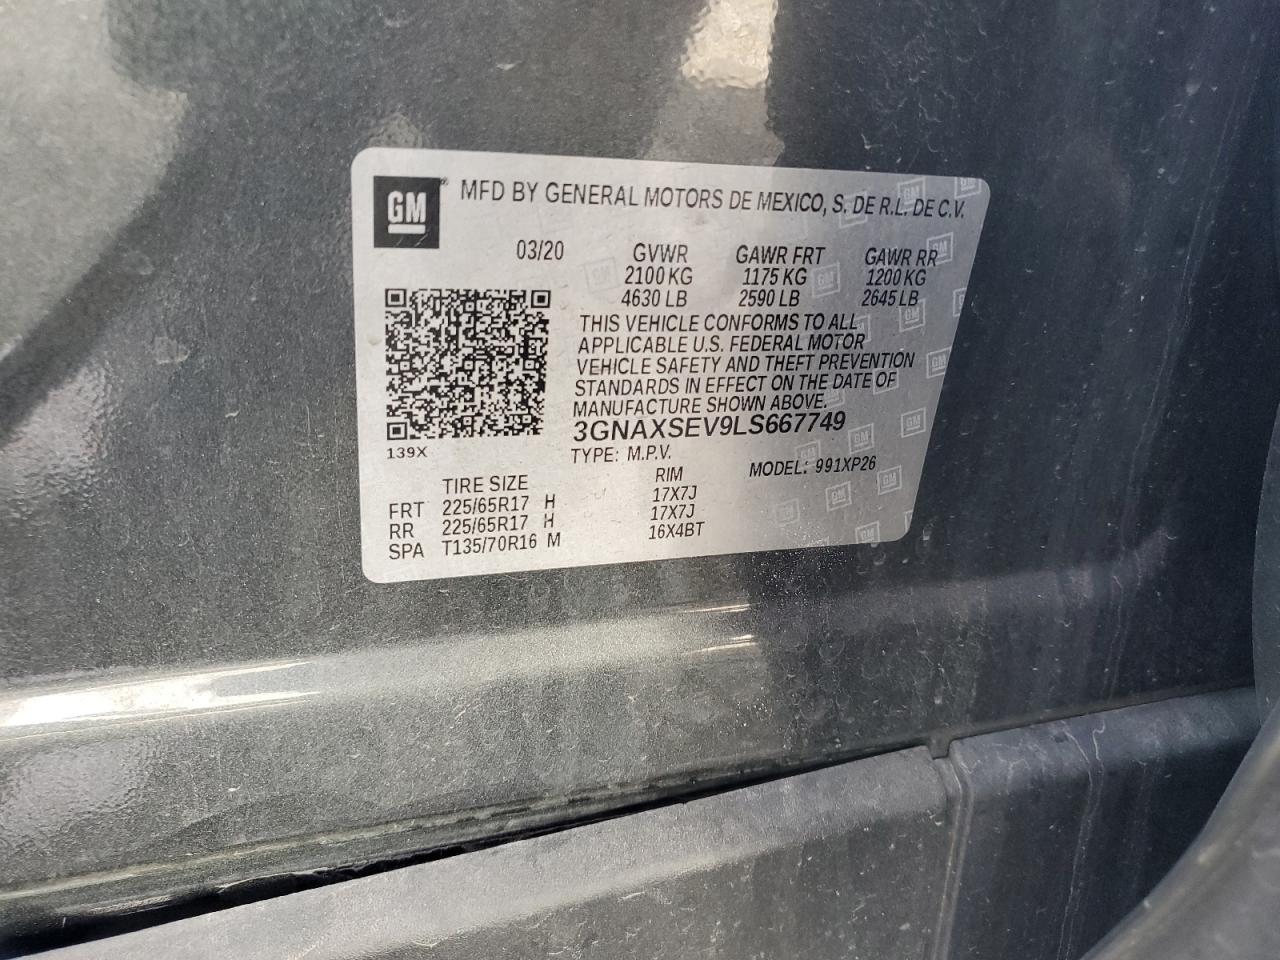 GM
MFD BY GENERAL MOTORS DE MEXICO, S. DE R.L. DE C.V.
03/20 GVWR GAWR FRT GAWR RR
2100 KG 1175 KG 1200 KG
4630 LB 2590 LB 2645 LB
THIS VEHICLE CONFORMS TO ALL
APPLICABLE U.S. FEDERAL MOTOR
VEHICLE SAFETY AND THEFT PREVENTION
STANDARDS IN EFFECT ON THE DATE OF
MANUFACTURE SHOWN ABOVE.
3GNAXSEV9LS667749
139X
TYPE: M.P.V. MODEL: 991XP26
TIRE SIZE RIM
FRT 225/65R17 H 17X7J
RR 225/65R17 H 17X7J
SPA T135/70R16 M 16X4BT